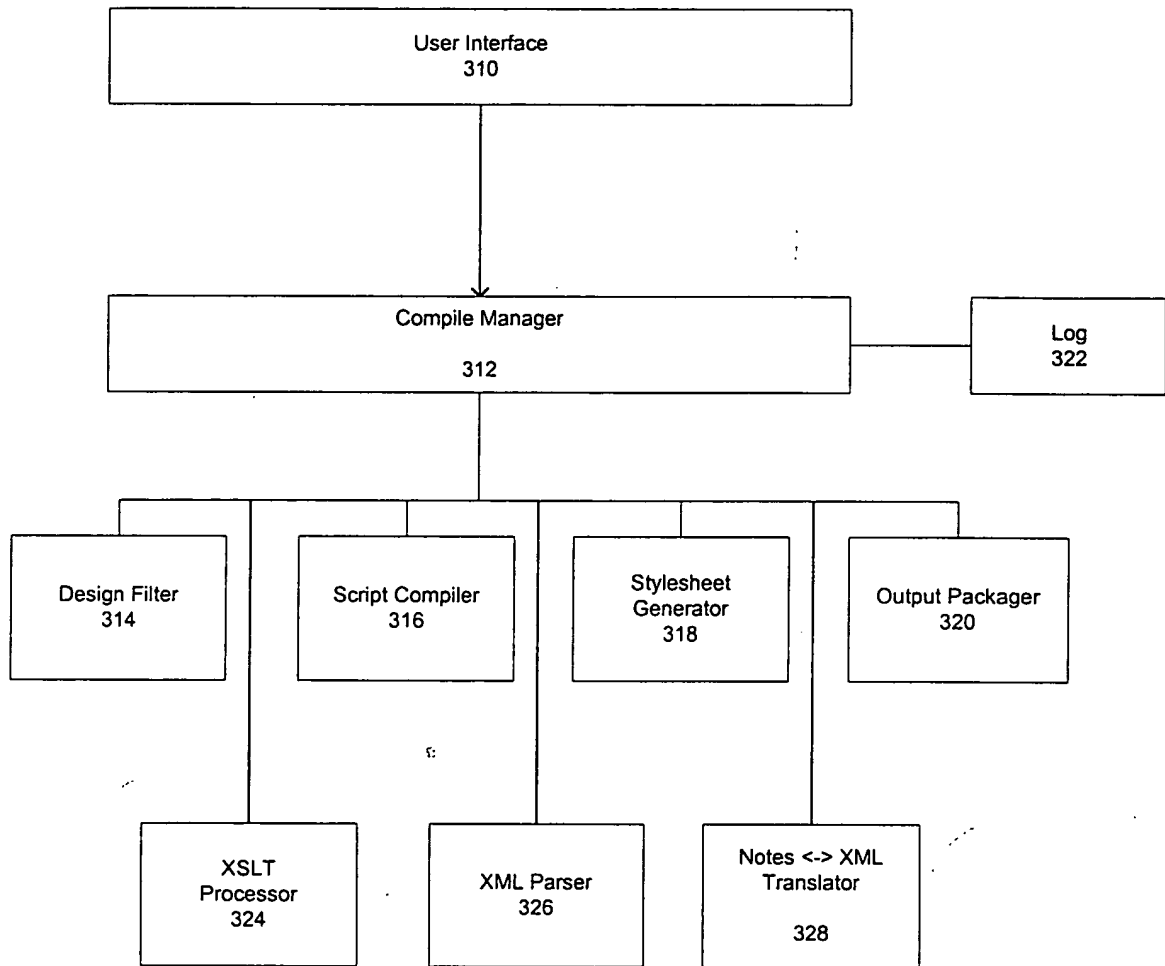 User Interface
310
Compile Manager
312
Log
322
Design Filter
314
Script Compiler
316
Stylesheet
Generator
318
Output Packager
320
XSLT
Processor
324
XML Parser
326
Notes <-> XML
Translator
328